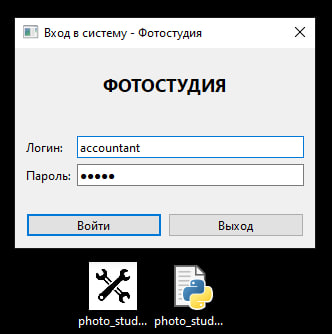 Вход в систему - Фотостудия
ФОТОСТУДИЯ
Логин: accountant
Пароль: ●●●●●
Войти Выход
photo_stud... photo_stud...